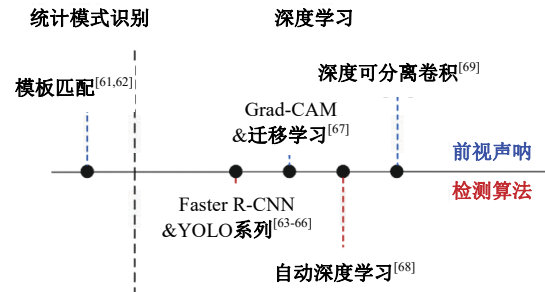 统计模式识别
深度学习
模板匹配[61,62]
深度可分离卷积[69]
Grad-CAM
&迁移学习[67]
前视声呐
检测算法
Faster R-CNN
&YOLO系列[63-66]
自动深度学习[68]